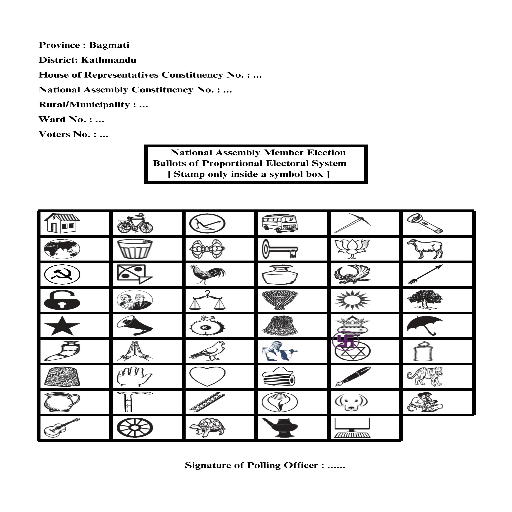 Province : Bagmati
District: Kathmandu
House of Representatives Constituency No. : ...
National Assembly Constituency No. : ...
Rural/Municipality : ...
Ward No. : ...
Voters No. : ...
National Assembly Member Election
Ballots of Proportional Electoral System
[ Stamp only inside a symbol box ]
Signature of Polling Officer : ......